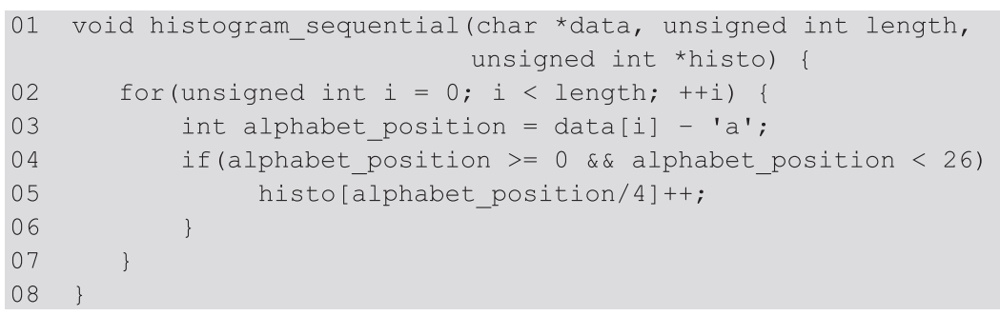 01 void histogram_sequential(char *data, unsigned int length,
unsigned int *histo) {
02 for(unsigned int i = 0; i < length; ++i) {
03 int alphabet_position = data[i] - 'a';
04 if(alphabet_position >= 0 && alphabet_position < 26)
05 histo[alphabet_position/4]++;
06 }
07 }
08 }